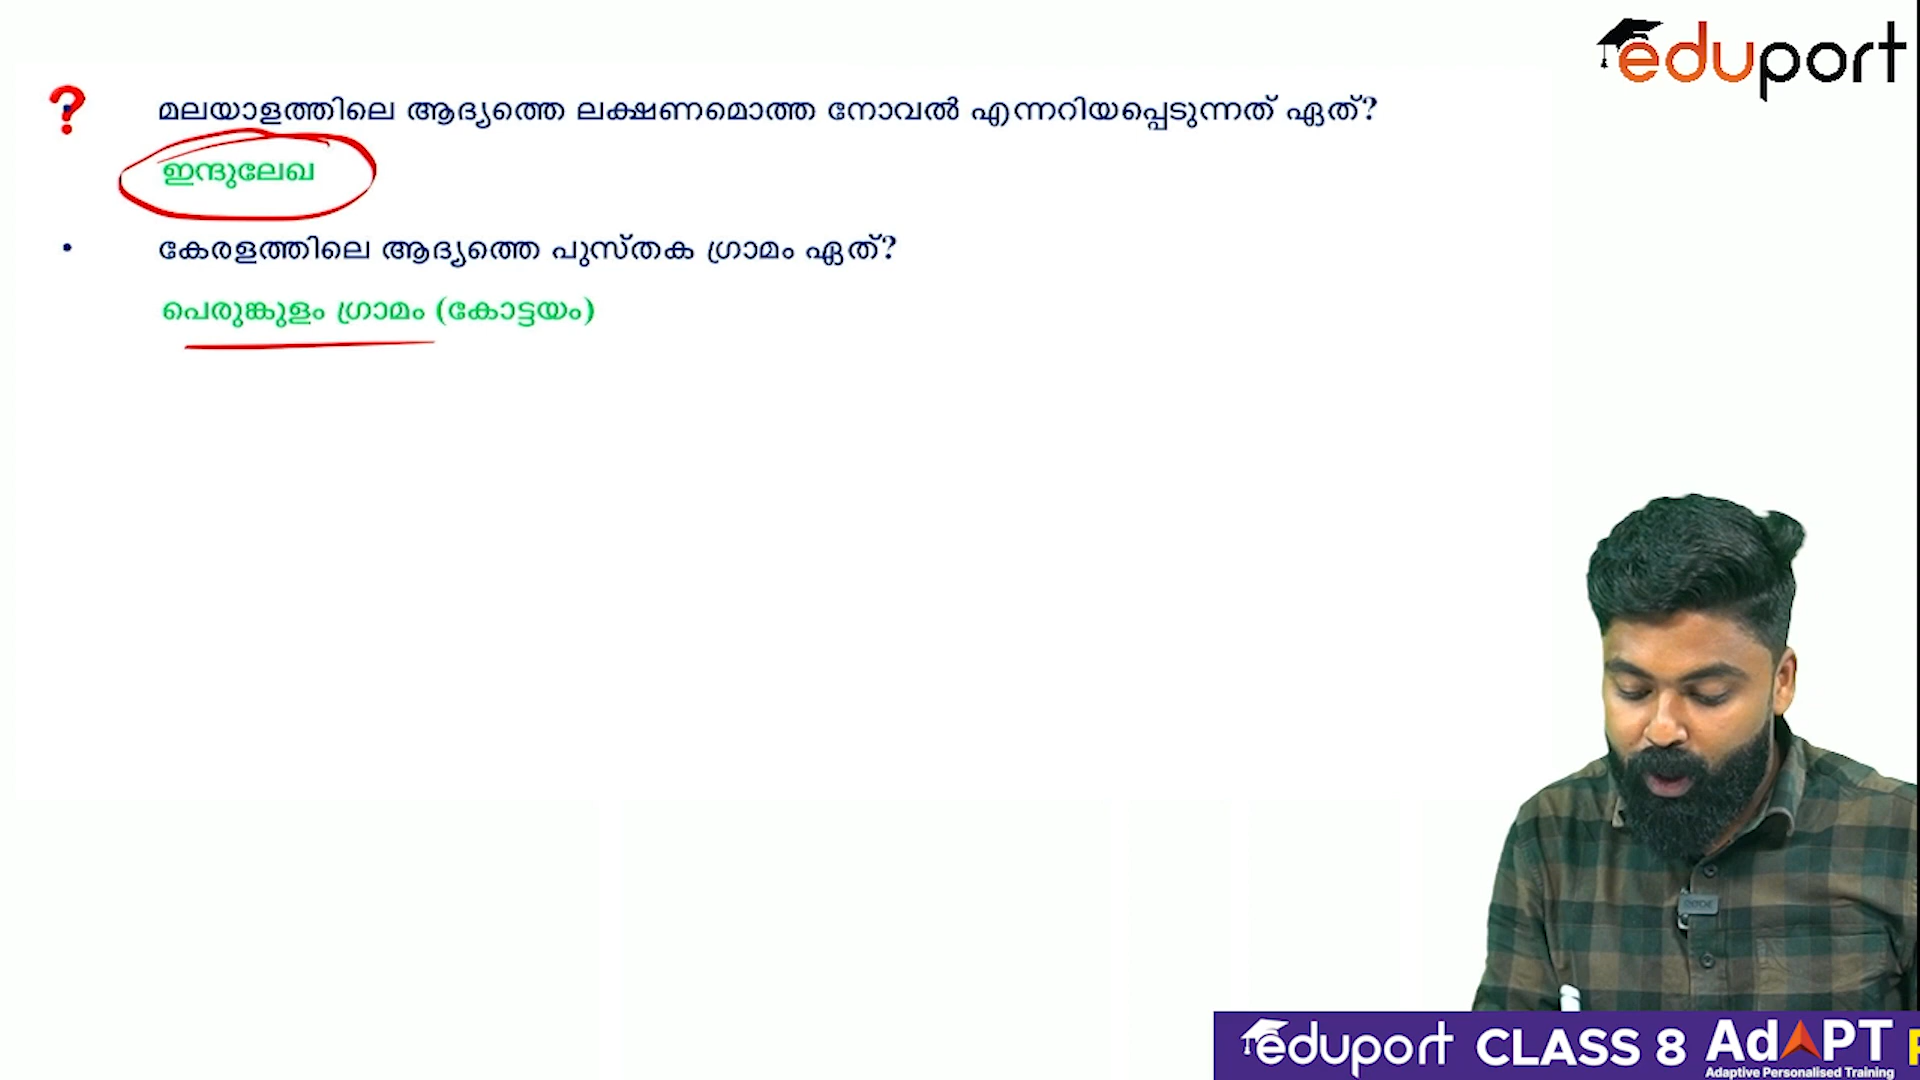 eduport
? മലയാളത്തിലെ ആദ്യത്തെ ലക്ഷണമൊത്ത നോവൽ എന്നറിയപ്പെടുന്നത് ഏത്?
ഇന്ദുലേഖ
• കേരളത്തിലെ ആദ്യത്തെ പുസ്തക ഗ്രാമം ഏത്?
പെരുങ്കുളം ഗ്രാമം (കോട്ടയം)
eduport CLASS 8 AdAPT
Adaptive Personalised Training